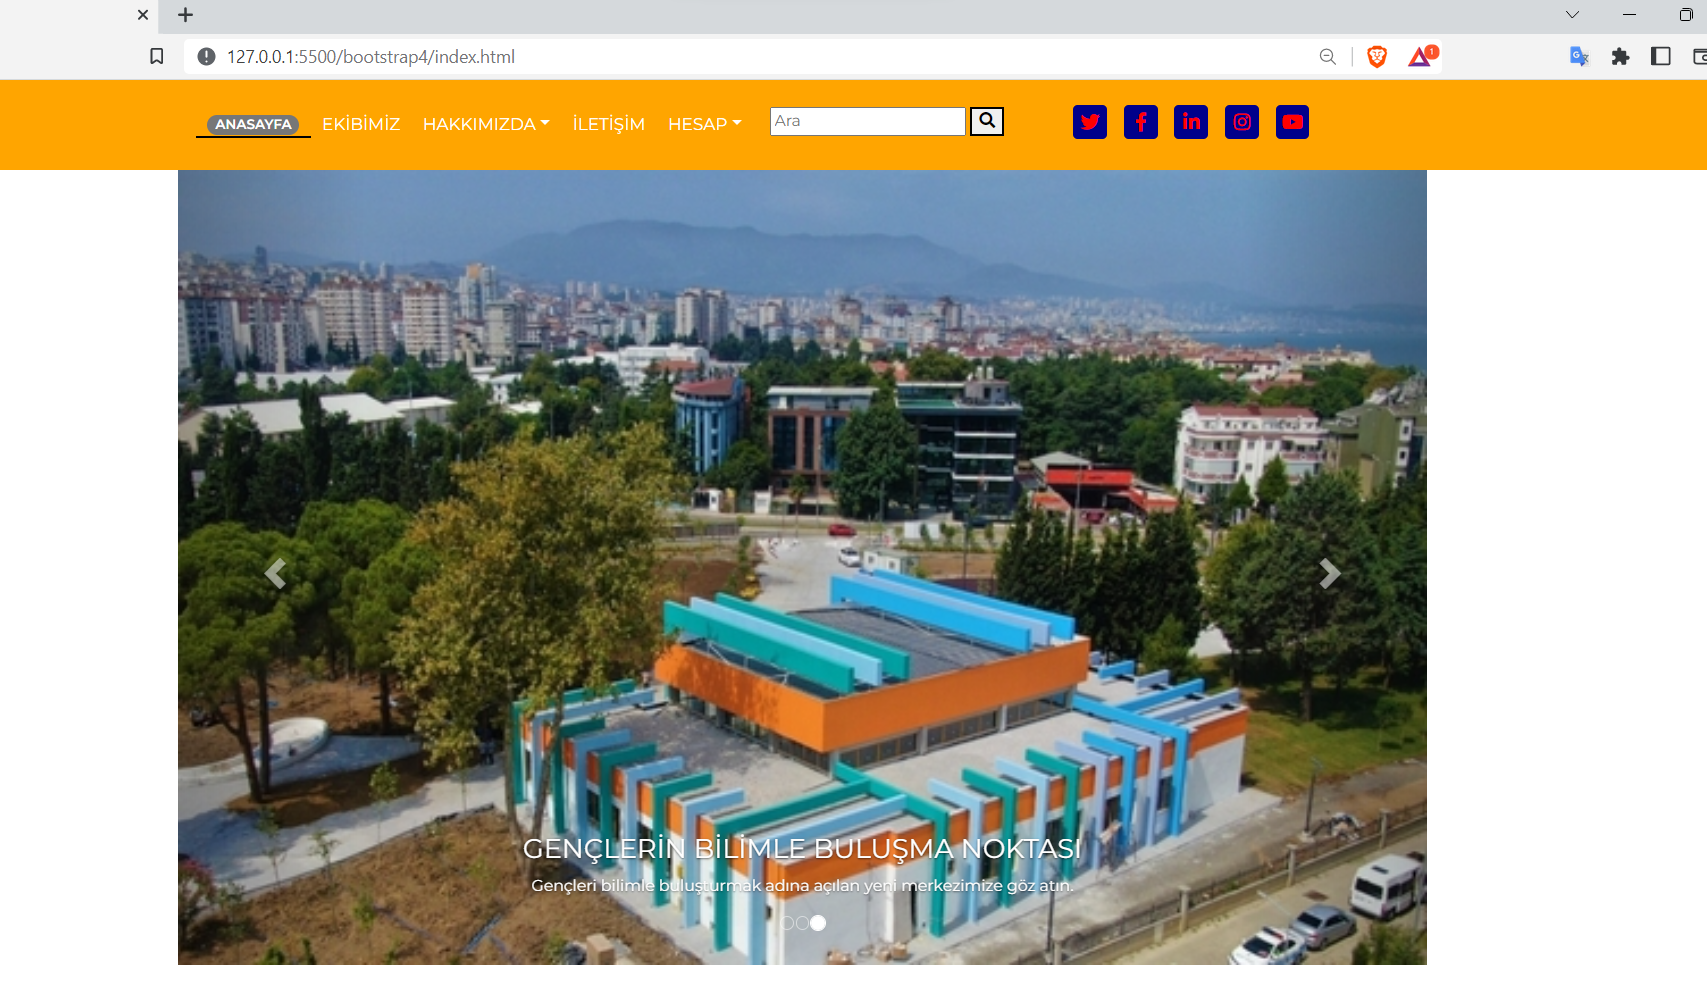 127.0.0.1:5500/bootstrap4/index.html
1
ANASAYFA EKİBİMİZ HAKKIMIZDA İLETİŞİM HESAP Ara
GENÇLERİN BİLİMLE BULUŞMA NOKTASI
Gençleri bilimle buluşturmak adına açılan yeni merkezimize göz atın.